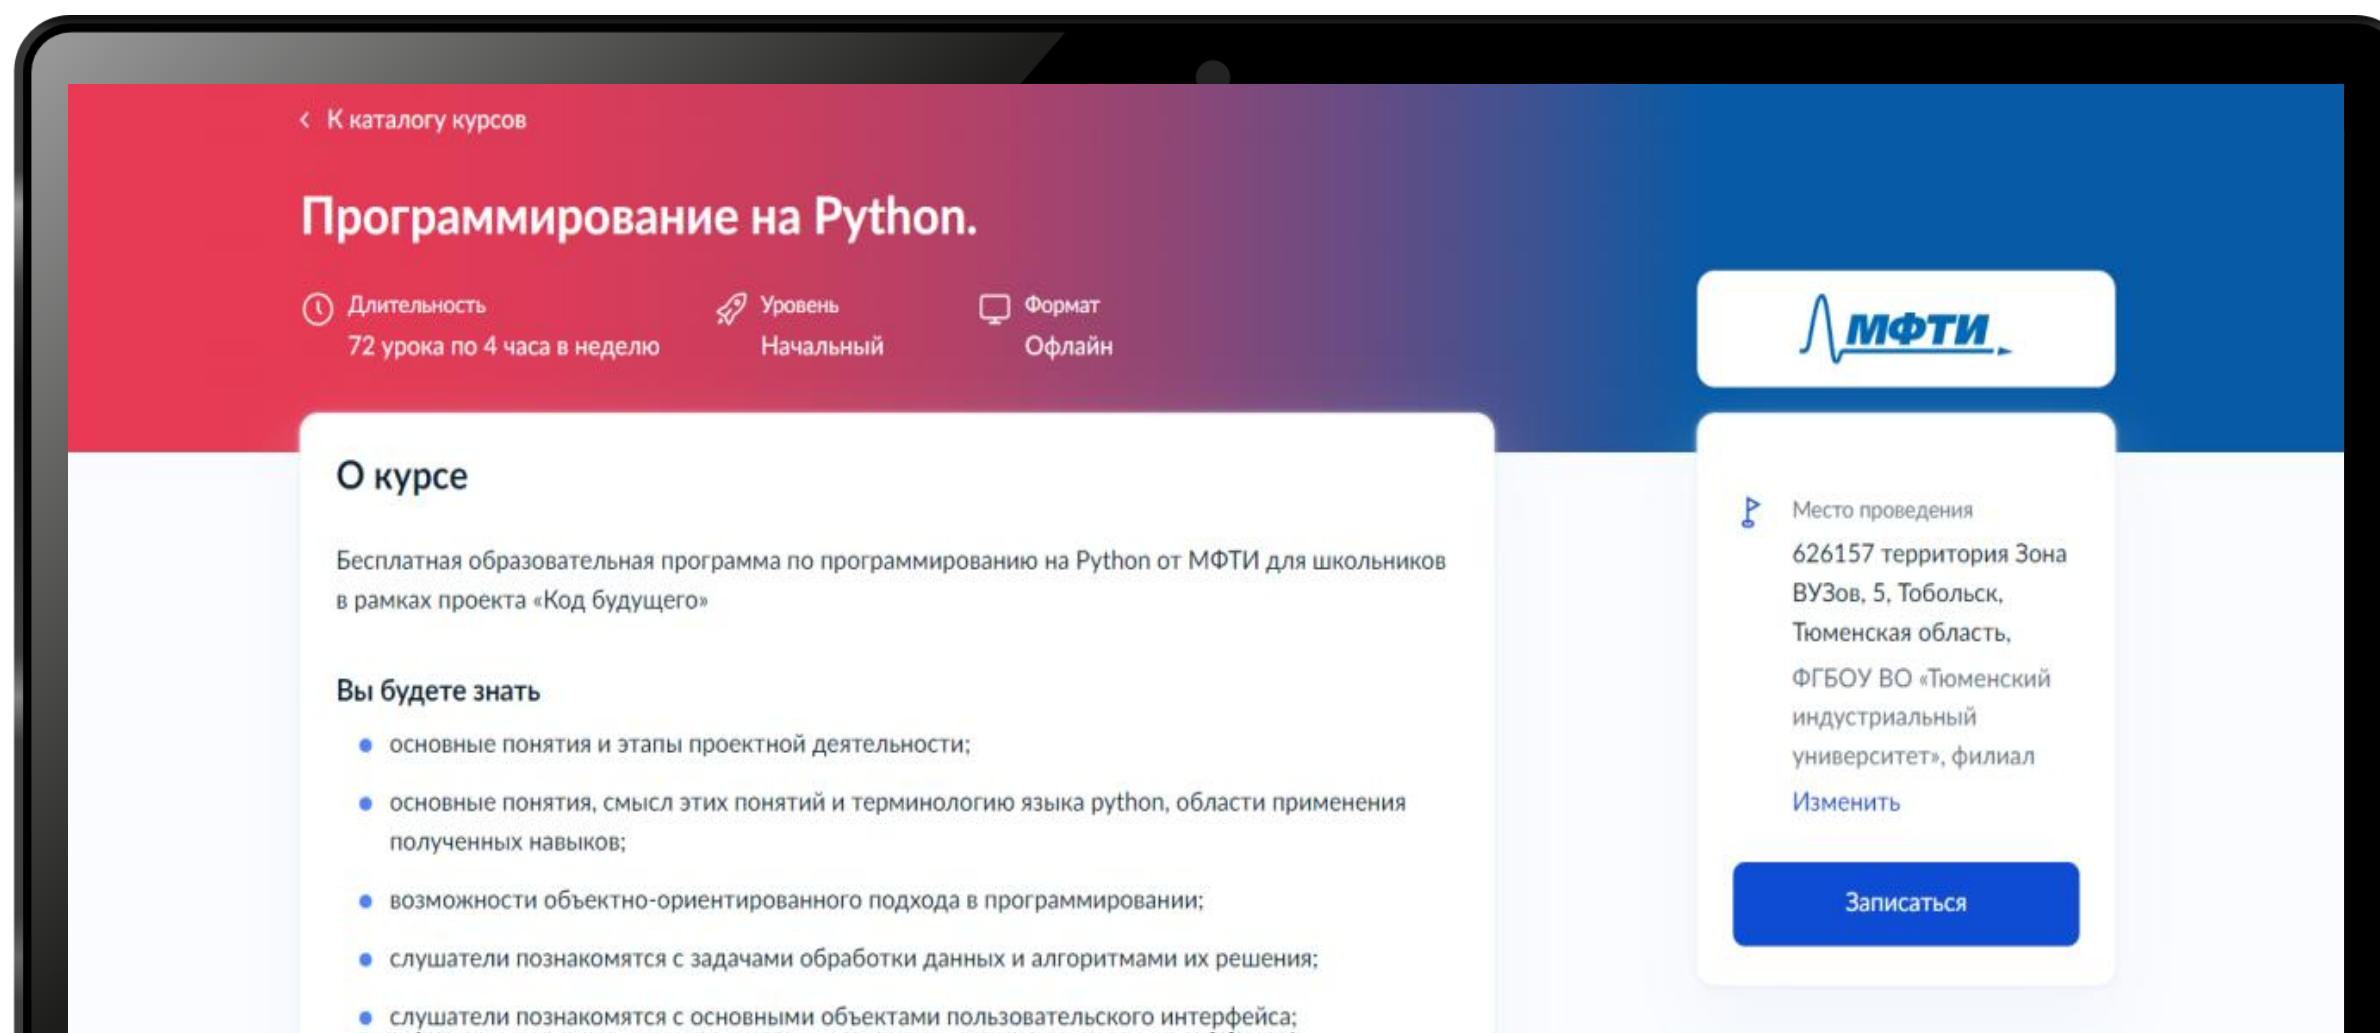 К каталогу курсов
Программирование на Python.
Длительность
72 урока по 4 часа в неделю
Уровень
Начальный
Формат
Офлайн
МФТИ
О курсе
Бесплатная образовательная программа по программированию на Python от МФТИ для школьников
в рамках проекта «Код будущего»
Вы будете знать
основные понятия и этапы проектной деятельности;
основные понятия, смысл этих понятий и терминологию языка python, области применения
полученных навыков;
возможности объектно-ориентированного подхода в программировании;
слушатели познакомятся с задачами обработки данных и алгоритмами их решения;
слушатели познакомятся с основными объектами пользовательского интерфейса;
Место проведения
626157 территория Зона
ВУЗов, 5, Тобольск,
Тюменская область,
ФГБОУ ВО «Тюменский
индустриальный
университет», филиал
Изменить
Записаться